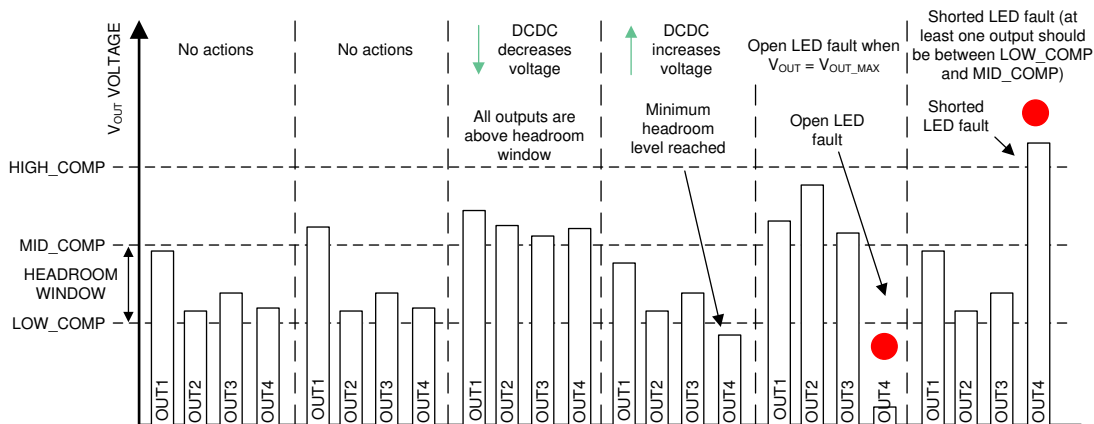 V_OUT VOLTAGE
No actions
No actions
DCDC
decreases
voltage
All outputs are
above headroom
window
DCDC
increases
voltage
Minimum
headroom
level reached
Open LED fault when
V_OUT = V_OUT_MAX
Open LED
fault
Shorted LED fault (at
least one output should
be between LOW_COMP
and MID_COMP)
Shorted
LED fault
HIGH_COMP
MID_COMP
HEADROOM
WINDOW
LOW_COMP
OUT1
OUT2
OUT3
OUT4
OUT1
OUT2
OUT3
OUT4
OUT1
OUT2
OUT3
OUT4
OUT1
OUT2
OUT3
OUT4
OUT1
OUT2
OUT3
OUT4
OUT1
OUT2
OUT3
OUT4